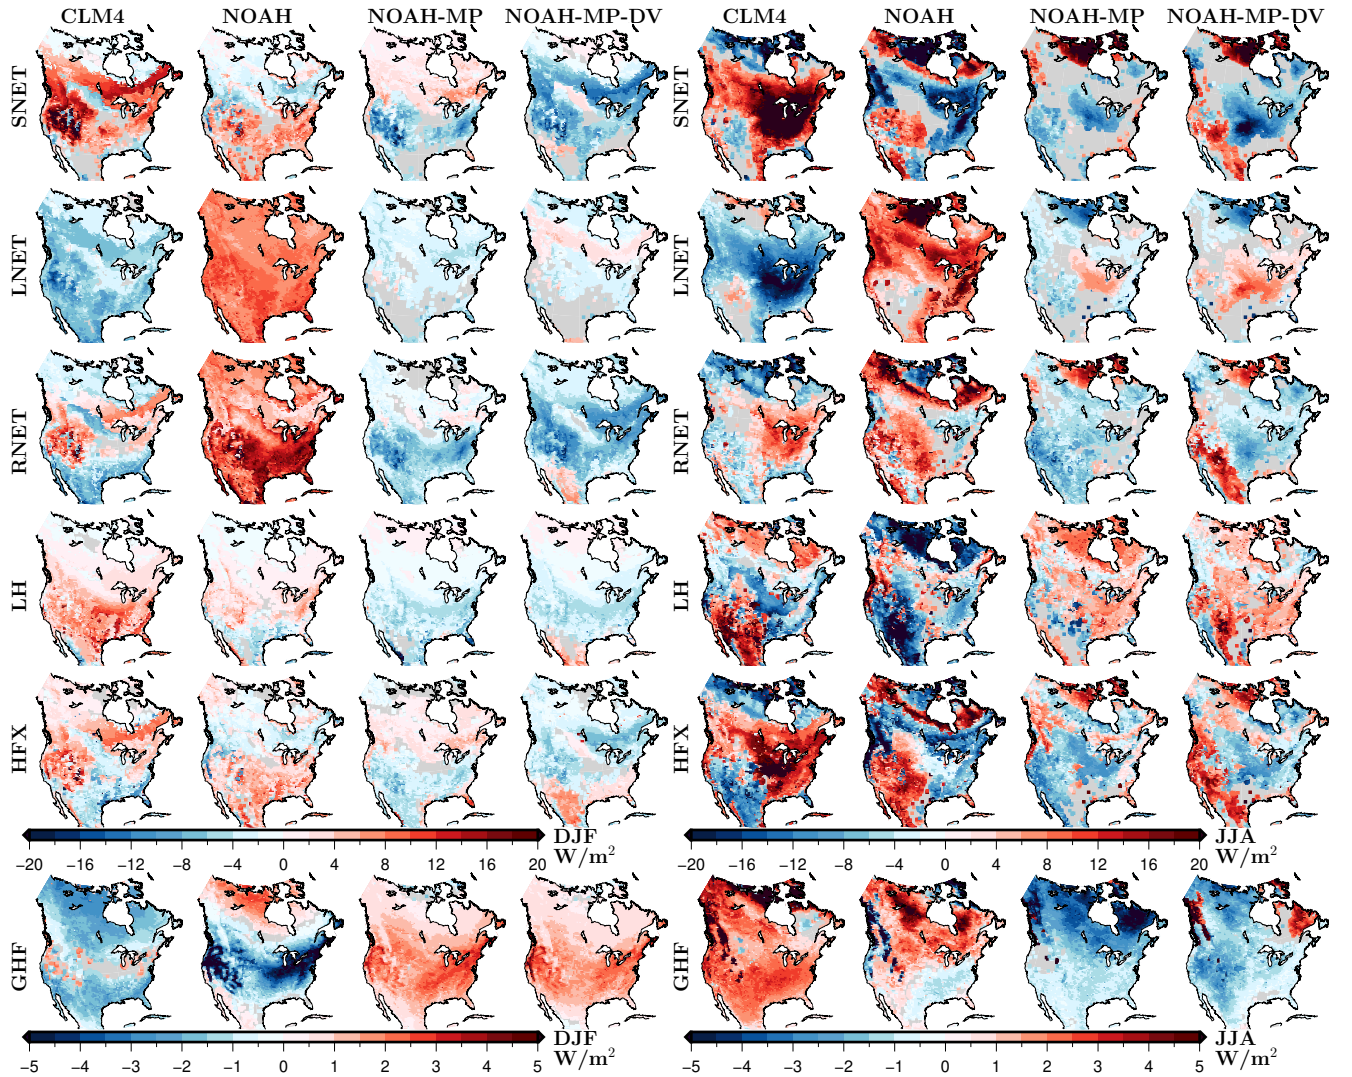 CLM4 NOAH NOAH-MP NOAH-MP-DV CLM4 NOAH NOAH-MP NOAH-MP-DV
SNET SNET
LNET LNET
RNET RNET
LH LH
HFX HFX
DJF JJA
−20 −16 −12 −8 −4 0 4 8 12 16 20 W/m² −20 −16 −12 −8 −4 0 4 8 12 16 20 W/m²
GHF GHF
DJF JJA
−5 −4 −3 −2 −1 0 1 2 3 4 5 W/m² −5 −4 −3 −2 −1 0 1 2 3 4 5 W/m²